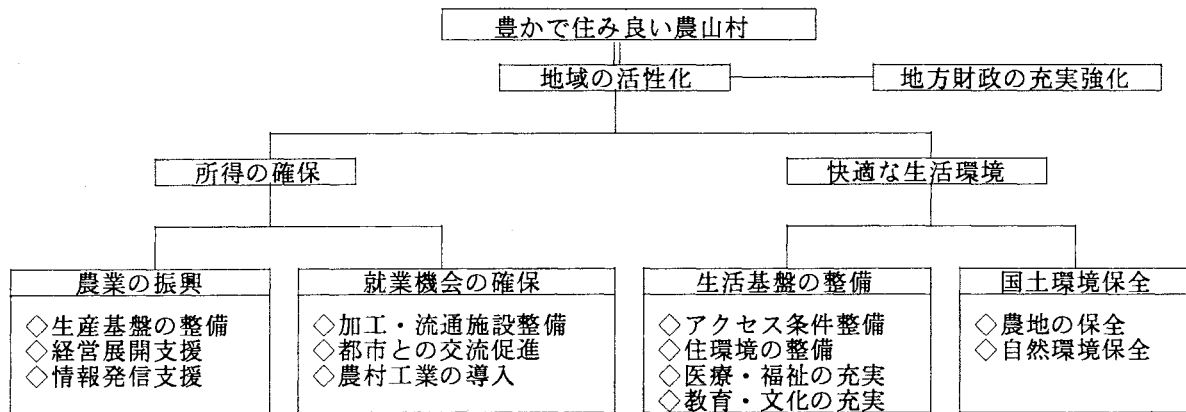 豊かで住み良い農山村
地域の活性化
地方財政の充実強化
所得の確保
快適な生活環境
農業の振興
◇生産基盤の整備
◇経営展開支援
◇情報発信支援
就業機会の確保
◇加工・流通施設整備
◇都市との交流促進
◇農村工業の導入
生活基盤の整備
◇アクセス条件整備
◇住環境の整備
◇医療・福祉の充実
◇教育・文化の充実
国土環境保全
◇農地の保全
◇自然環境保全